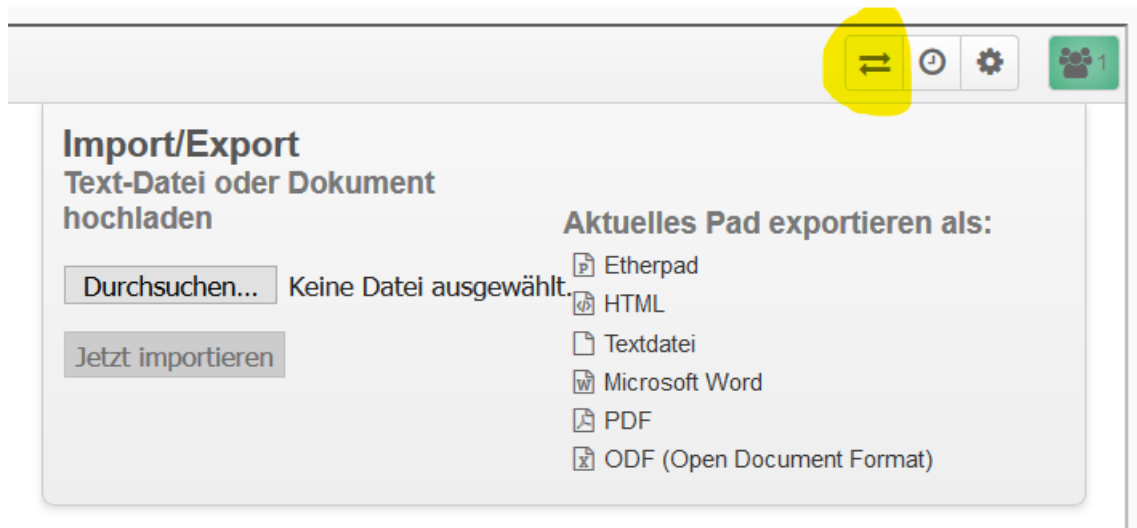 1
Import/Export
Text-Datei oder Dokument
hochladen
Durchsuchen... Keine Datei ausgewählt.
Jetzt importieren
Aktuelles Pad exportieren als:
Etherpad
HTML
Textdatei
Microsoft Word
PDF
ODF (Open Document Format)